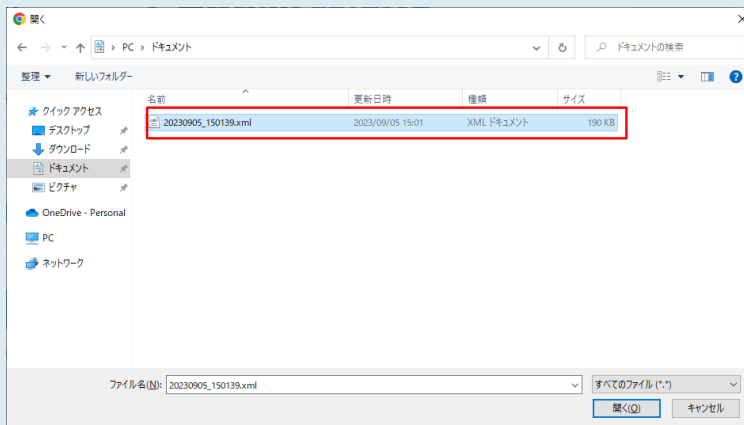 開く
PC › ドキュメント
ドキュメントの検索
整理
新しいフォルダー
名前
更新日時
種類
サイズ
20230905_150139.xml
2023/09/05 15:01
XML ドキュメント
190 KB
クイック アクセス
デスクトップ
ダウンロード
ドキュメント
ピクチャ
OneDrive - Personal
PC
ネットワーク
ファイル名(N):
20230905_150139.xml
すべてのファイル (*.*)
開く(O)
キャンセル